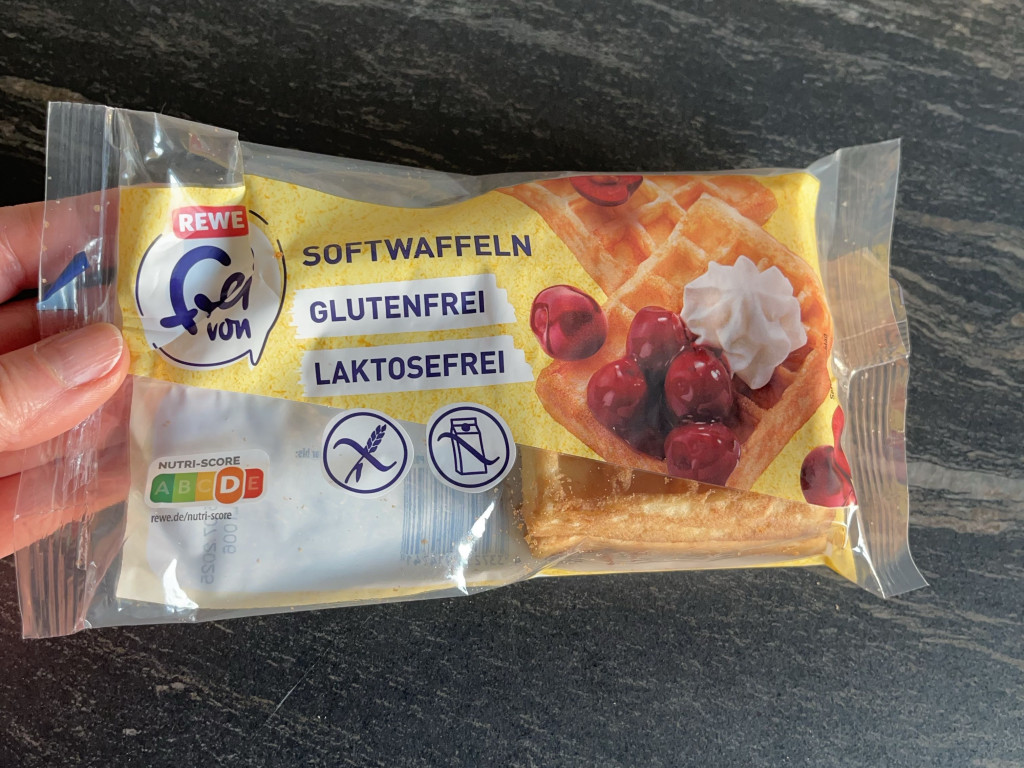 REWE
frei
von
SOFTWAFFELN
GLUTENFREI
LAKTOSEFREI
NUTRI-SCORE
A B C D E
rewe.de/nutri-score